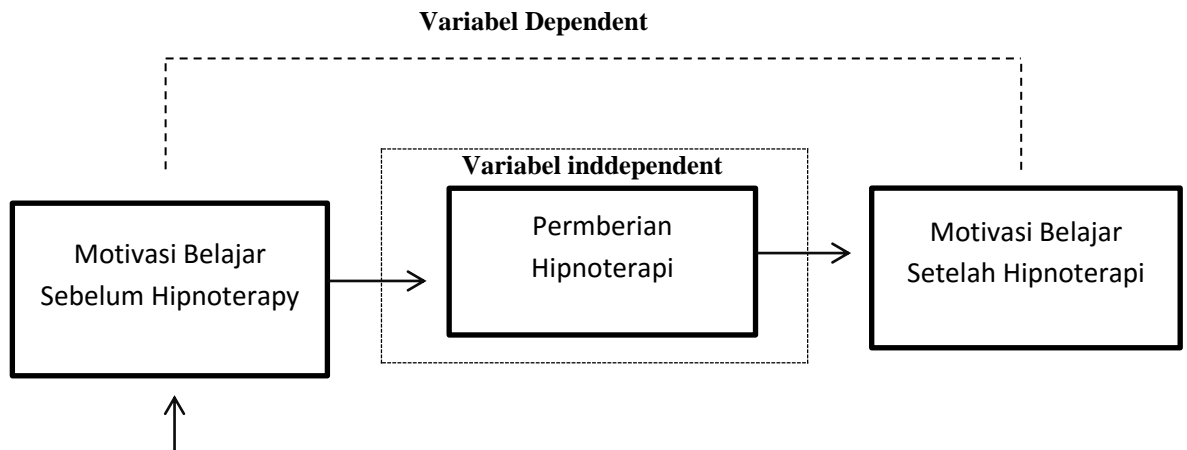 Variabel Dependent
Variabel inddependent
Motivasi Belajar
Sebelum Hipnoterapy
Permberian
Hipnoterapi
Motivasi Belajar
Setelah Hipnoterapi